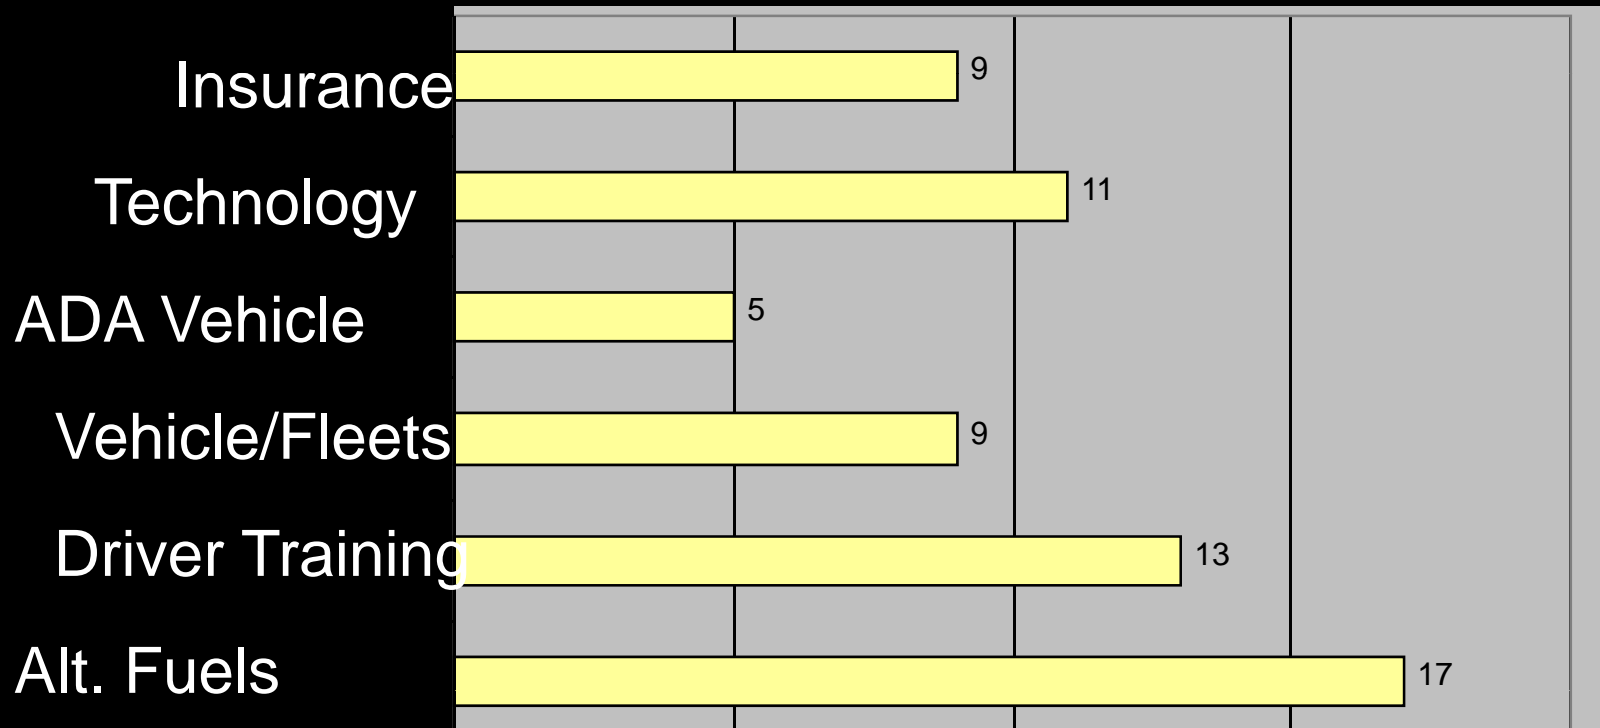 Insurance 9
Technology 11
ADA Vehicle 5
Vehicle/Fleets 9
Driver Training 13
Alt. Fuels 17